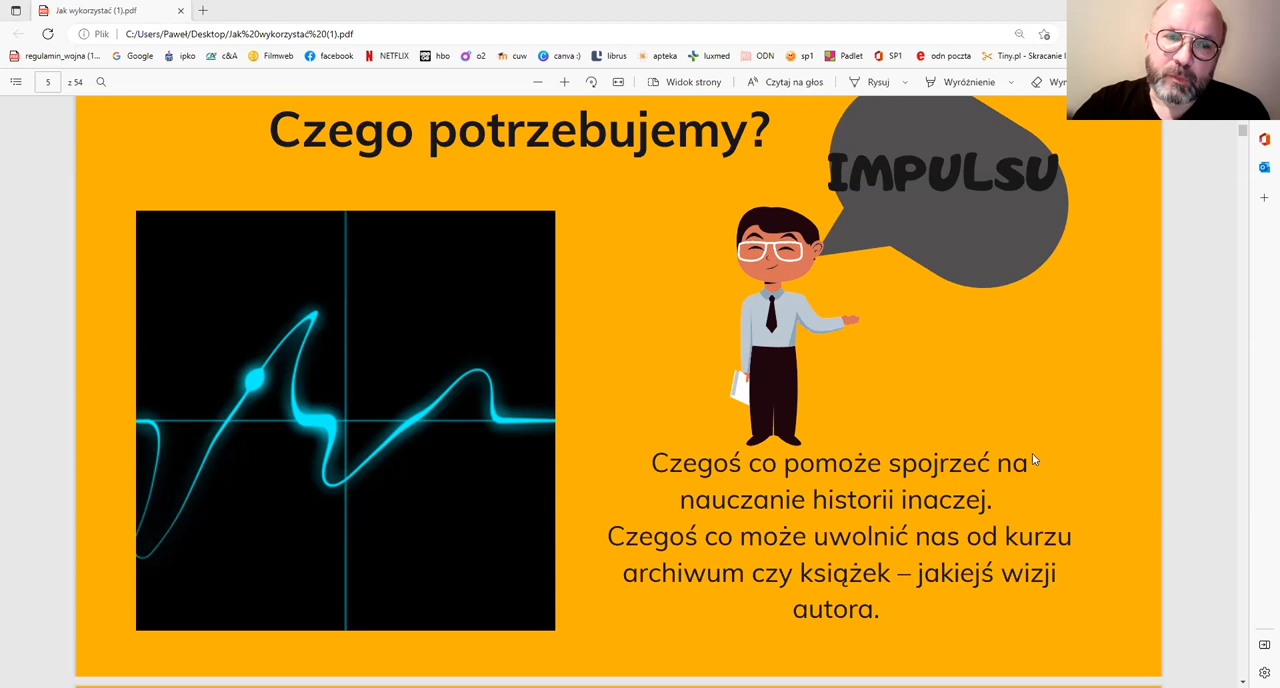 Jak wykorzystać (1).pdf
Plik C:/Users/Paweł/Desktop/Jak%20wykorzystać%20(1).pdf
regulamin_wojna (1... Google ipko c&A Filmweb facebook NETFLIX hbo o2 cuw canva :) librus apteka luxmed ODN sp1 Padlet SP1 odn poczta Tiny.pl - Skracanie l
5 z 54 Widok strony Czytaj na głos Rysuj Wyróżnienie
Czego potrzebujemy?
IMPULSU
Czegoś co pomoże spojrzeć na
nauczanie historii inaczej.
Czegoś co może uwolnić nas od kurzu
archiwum czy książek – jakiejś wizji
autora.